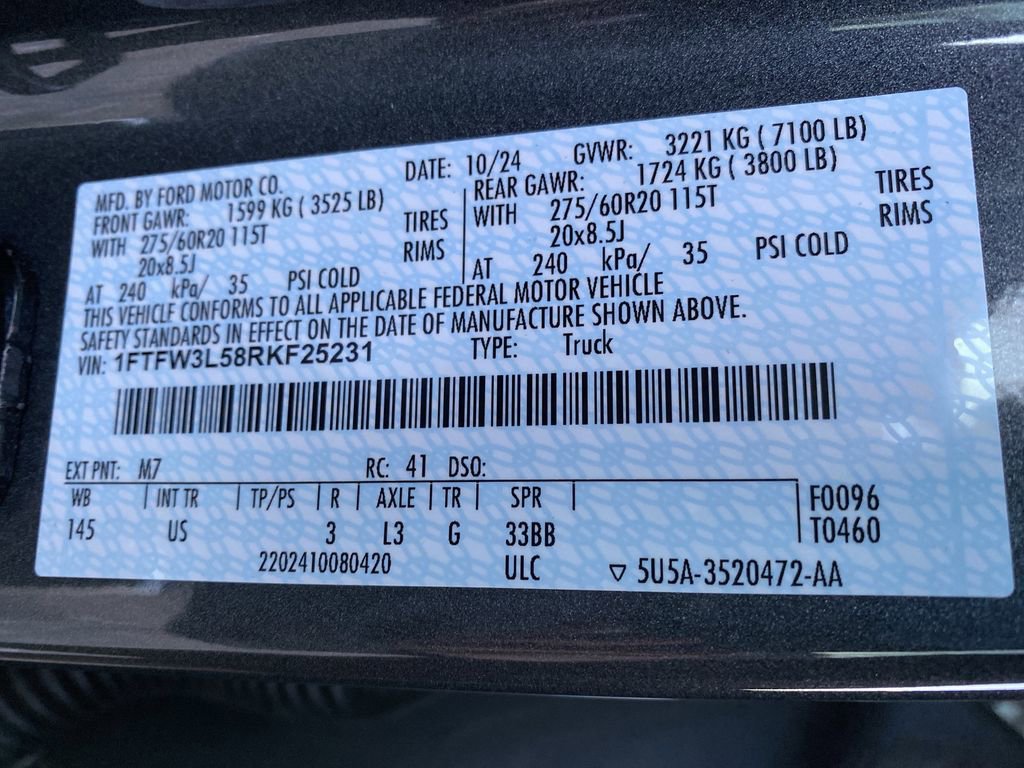 MFD. BY FORD MOTOR CO. DATE: 10/24 GVWR: 3221 KG ( 7100 LB)
FRONT GAWR: 1599 KG ( 3525 LB)
WITH 275/60R20 115T TIRES
20x8.5J RIMS
AT 240 kPa/ 35 PSI COLD
REAR GAWR: 1724 KG ( 3800 LB)
WITH 275/60R20 115T TIRES
20x8.5J RIMS
AT 240 kPa/ 35 PSI COLD
THIS VEHICLE CONFORMS TO ALL APPLICABLE FEDERAL MOTOR VEHICLE
SAFETY STANDARDS IN EFFECT ON THE DATE OF MANUFACTURE SHOWN ABOVE.
VIN: 1FTFW3L58RKF25231 TYPE: Truck
EXT PNT: M7 RC: 41 DSO:
WB INT TR TP/PS R AXLE TR SPR F0096
145 US 3 L3 G 33BB T0460
2202410080420 ULC ▽ 5U5A-3520472-AA